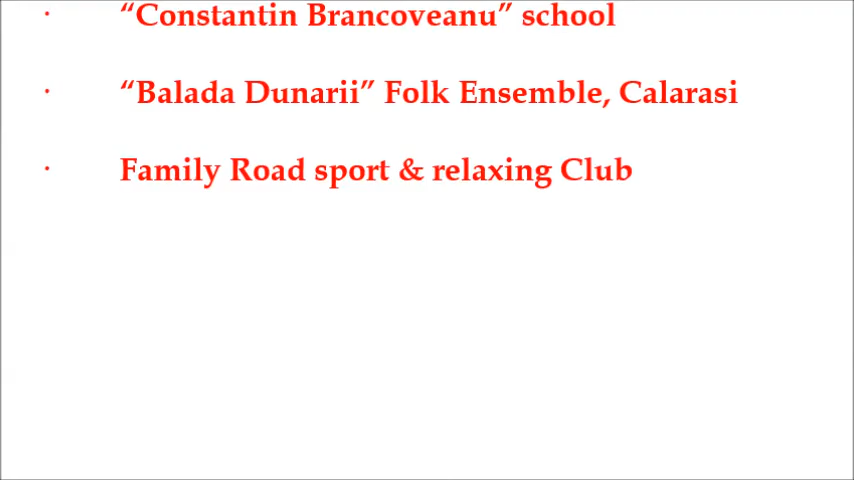 · “Constantin Brancoveanu” school
· “Balada Dunarii” Folk Ensemble, Calarasi
· Family Road sport & relaxing Club